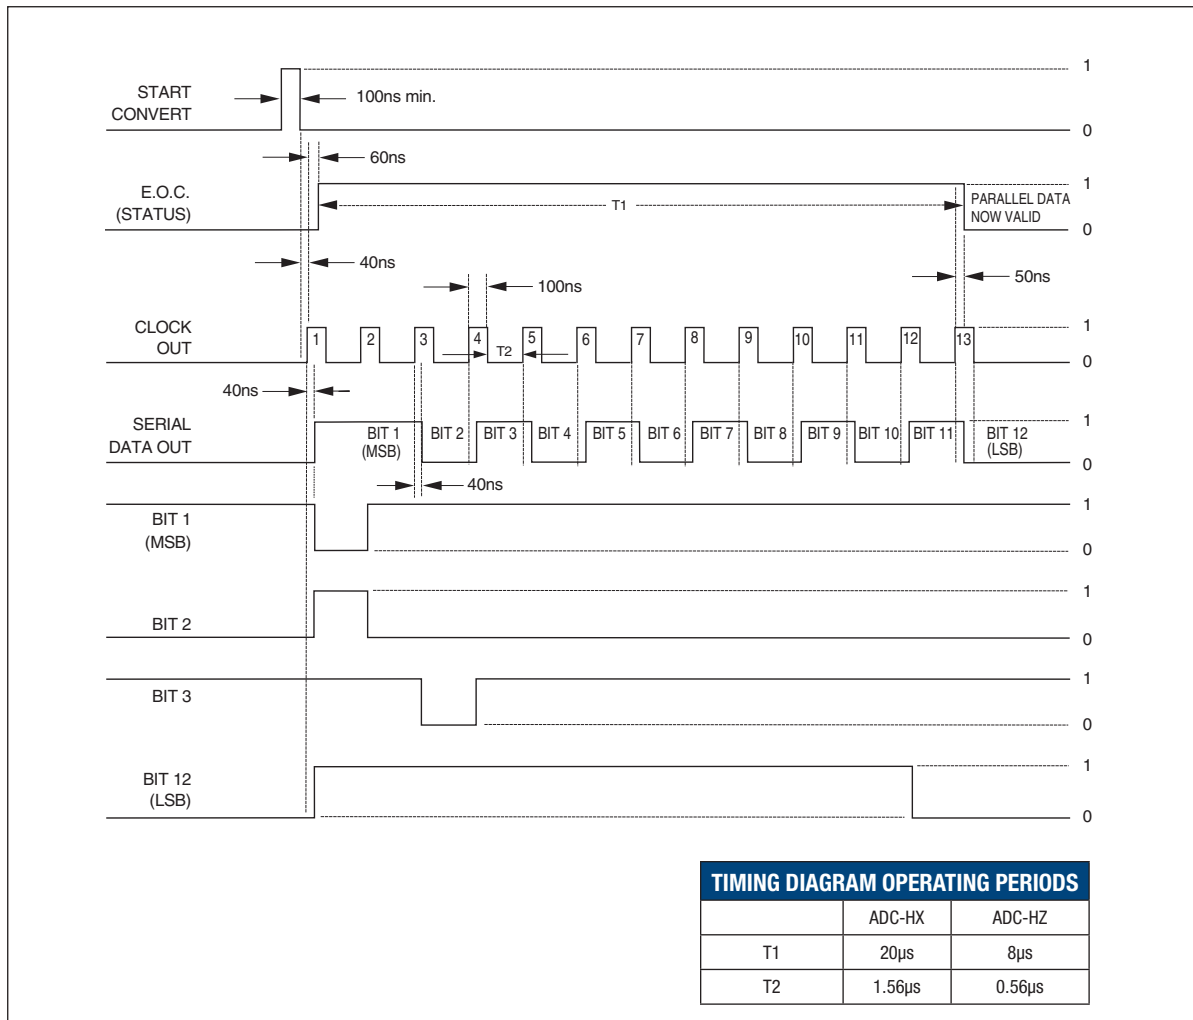 1
START
CONVERT
100ns min.
0
60ns
E.O.C.
(STATUS)
1
T1
PARALLEL DATA
NOW VALID
0
40ns
50ns
100ns
CLOCK
OUT
1
1 2 3 4 5 6 7 8 9 10 11 12 13
T2
0
40ns
SERIAL
DATA OUT
1
BIT 1
(MSB)
BIT 2 BIT 3 BIT 4 BIT 5 BIT 6 BIT 7 BIT 8 BIT 9 BIT 10 BIT 11
BIT 12
(LSB)
0
40ns
BIT 1
(MSB)
1
0
BIT 2
1
0
BIT 3
1
0
BIT 12
(LSB)
1
0
TIMING DIAGRAM OPERATING PERIODS
ADC-HX ADC-HZ
T1 20µs 8µs
T2 1.56µs 0.56µs